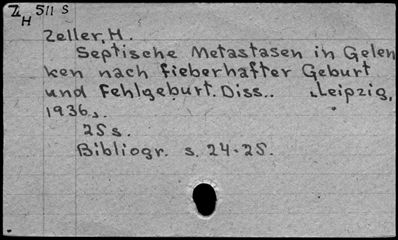 Z 511 S
H
Zeller, H.
Septische Metastasen in Gelen
ken nach fieberhafter Geburt
und Fehlgeburt. Diss.. Leipzig,
1936.
25 s.
Bibliogr. s. 24-25.